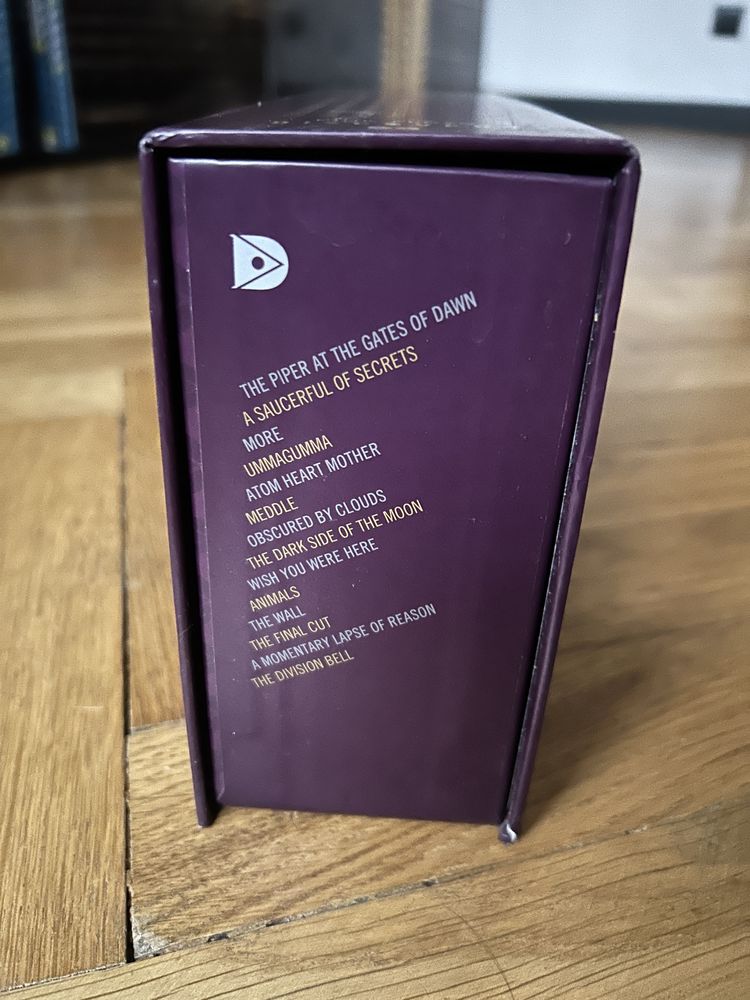 THE PIPER AT THE GATES OF DAWN
A SAUCERFUL OF SECRETS
MORE
UMMAGUMMA
ATOM HEART MOTHER
MEDDLE
OBSCURED BY CLOUDS
THE DARK SIDE OF THE MOON
WISH YOU WERE HERE
ANIMALS
THE WALL
THE FINAL CUT
A MOMENTARY LAPSE OF REASON
THE DIVISION BELL